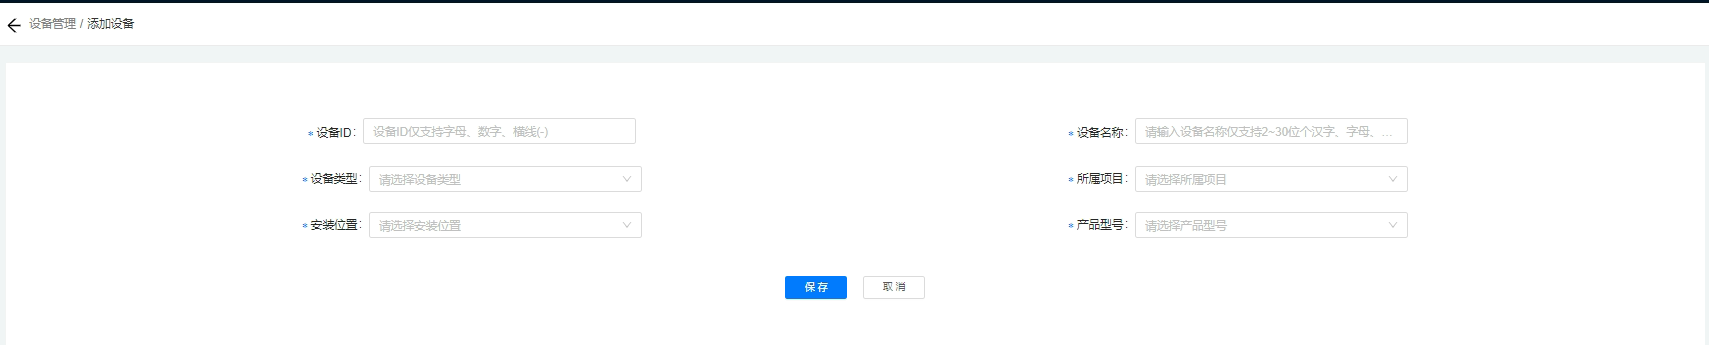 设备管理 / 添加设备
* 设备ID: 设备ID仅支持字母、数字、横线(-)
* 设备名称: 请输入设备名称仅支持2~30位个汉字、字母、...
* 设备类型: 请选择设备类型
* 所属项目: 请选择所属项目
* 安装位置: 请选择安装位置
* 产品型号: 请选择产品型号
保存 取消